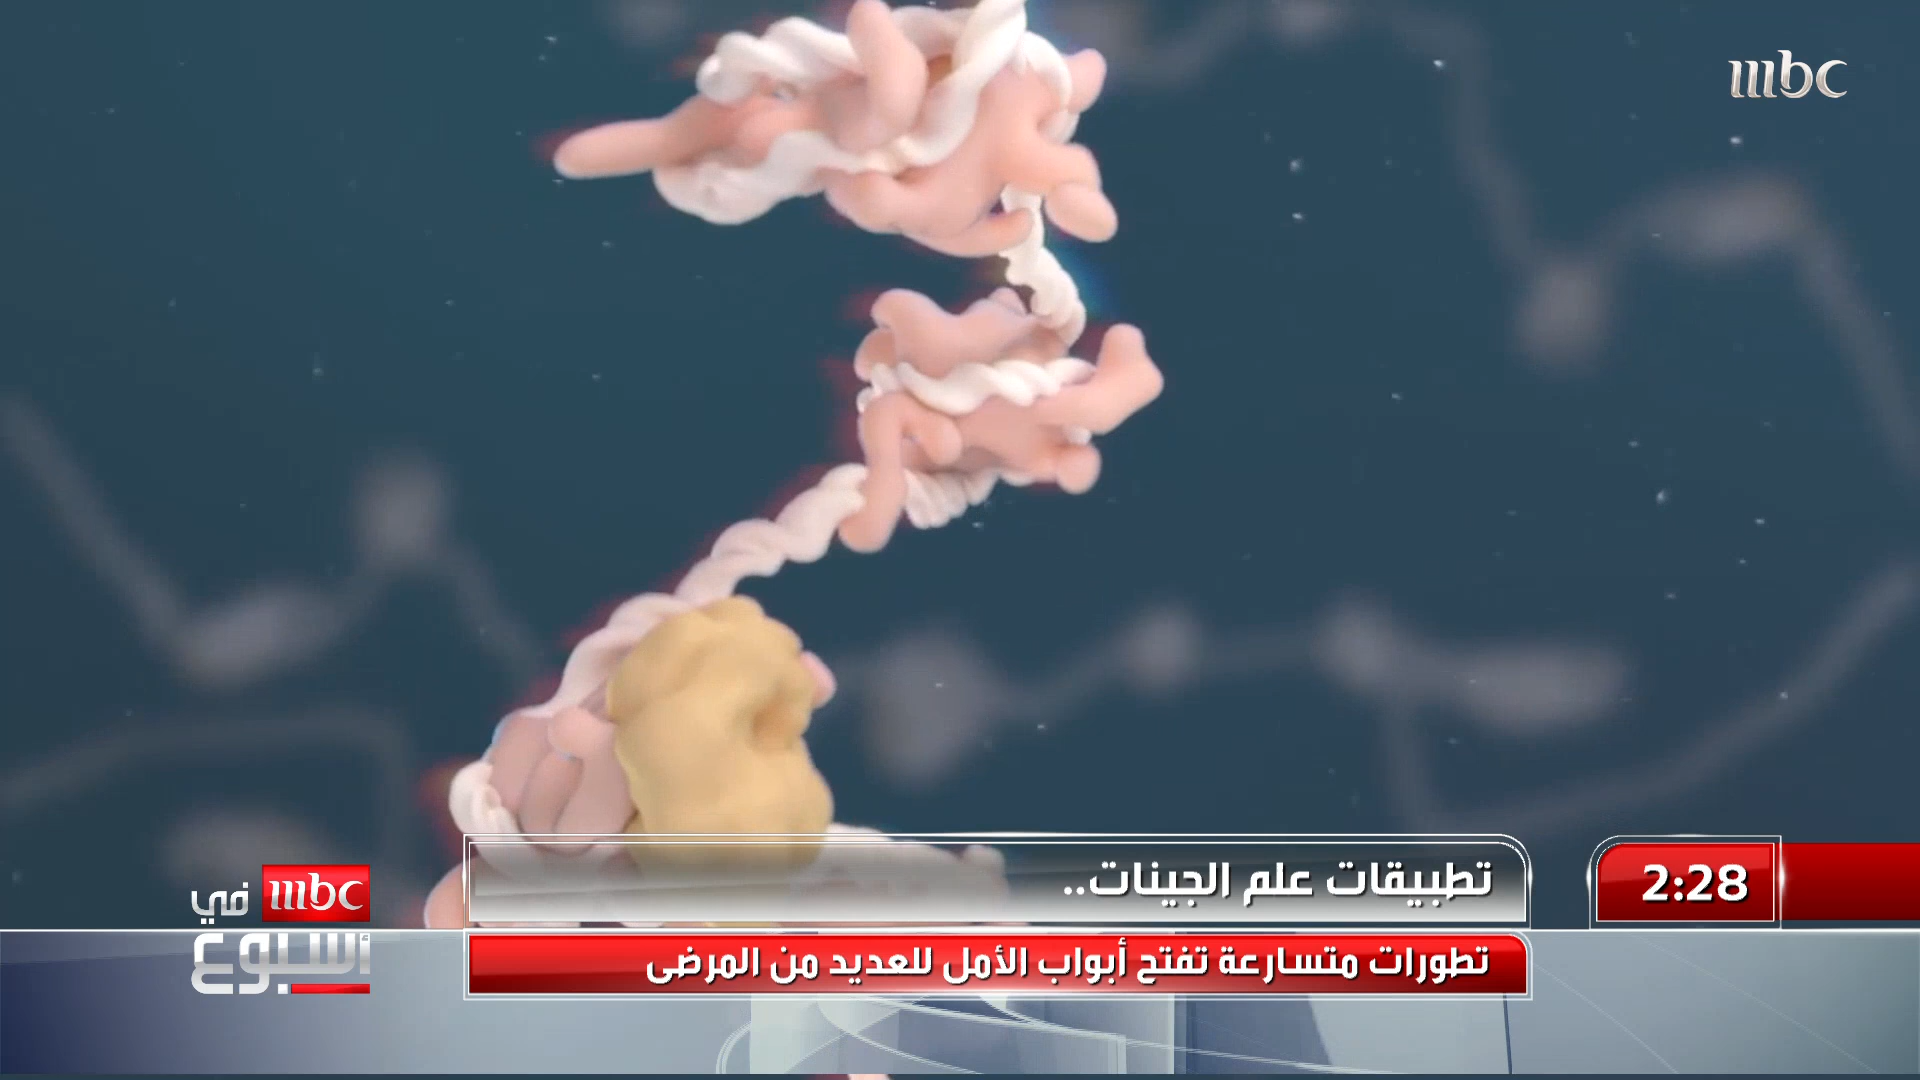 mbc
تطبيقات علم الجينات..
2:28
تطورات متسارعة تفتح أبواب الأمل للعديد من المرضى
mbc في
أسبوع